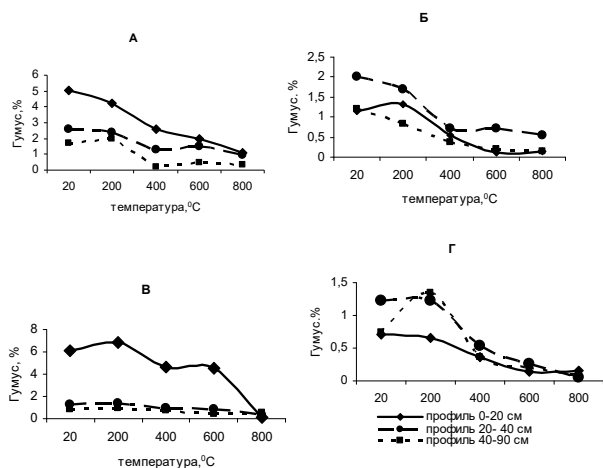 А
Гумус,%
6
5
4
3
2
1
0
20 200 400 600 800
температура,⁰С
Б
Гумус. %
2,5
2
1,5
1
0,5
0
20 200 400 600 800
температура,⁰С
В
Гумус, %
8
6
4
2
0
20 200 400 600 800
температура,⁰С
Г
Гумус.%
1,5
1
0,5
0
20 200 400 600 800
профиль 0-20 см
профиль 20- 40 см
профиль 40-90 см